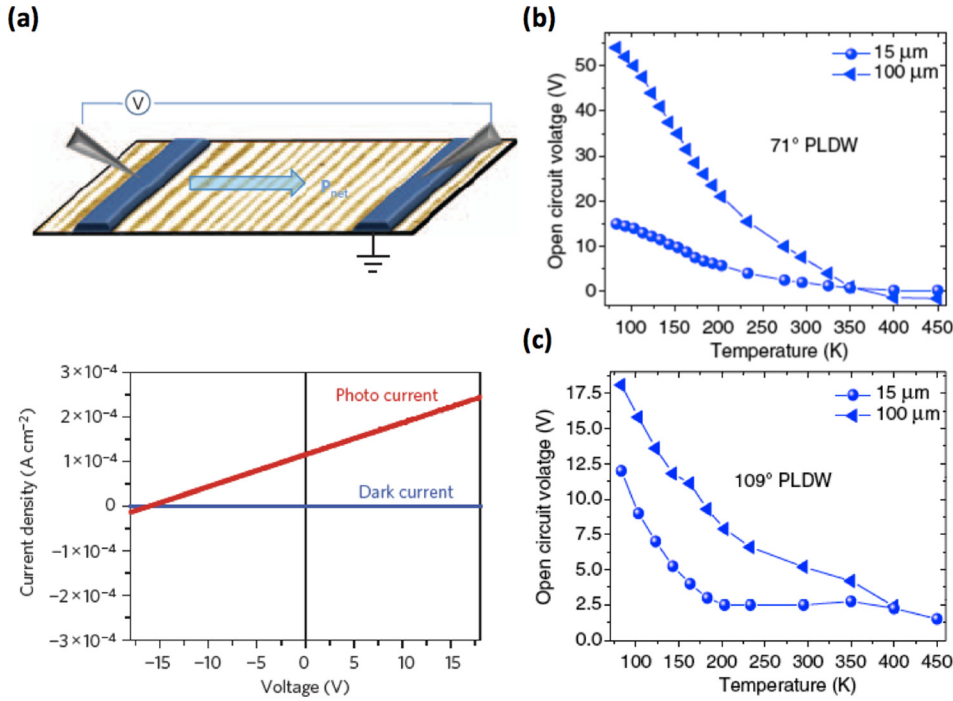 (a)
V
Pnet
3×10⁻⁴
2×10⁻⁴
1×10⁻⁴
0
−1×10⁻⁴
−2×10⁻⁴
−3×10⁻⁴
Current density (A cm⁻²)
Photo current
Dark current
−15 −10 −5 0 5 10 15
Voltage (V)
(b)
50
40
30
20
10
0
Open circuit volatge (V)
15 μm
100 μm
71° PLDW
100 150 200 250 300 350 400 450
Temperature (K)
(c)
17.5
15.0
12.5
10.0
7.5
5.0
2.5
0.0
Open circuit volatge (V)
15 μm
100 μm
109° PLDW
100 150 200 250 300 350 400 450
Temperature (K)